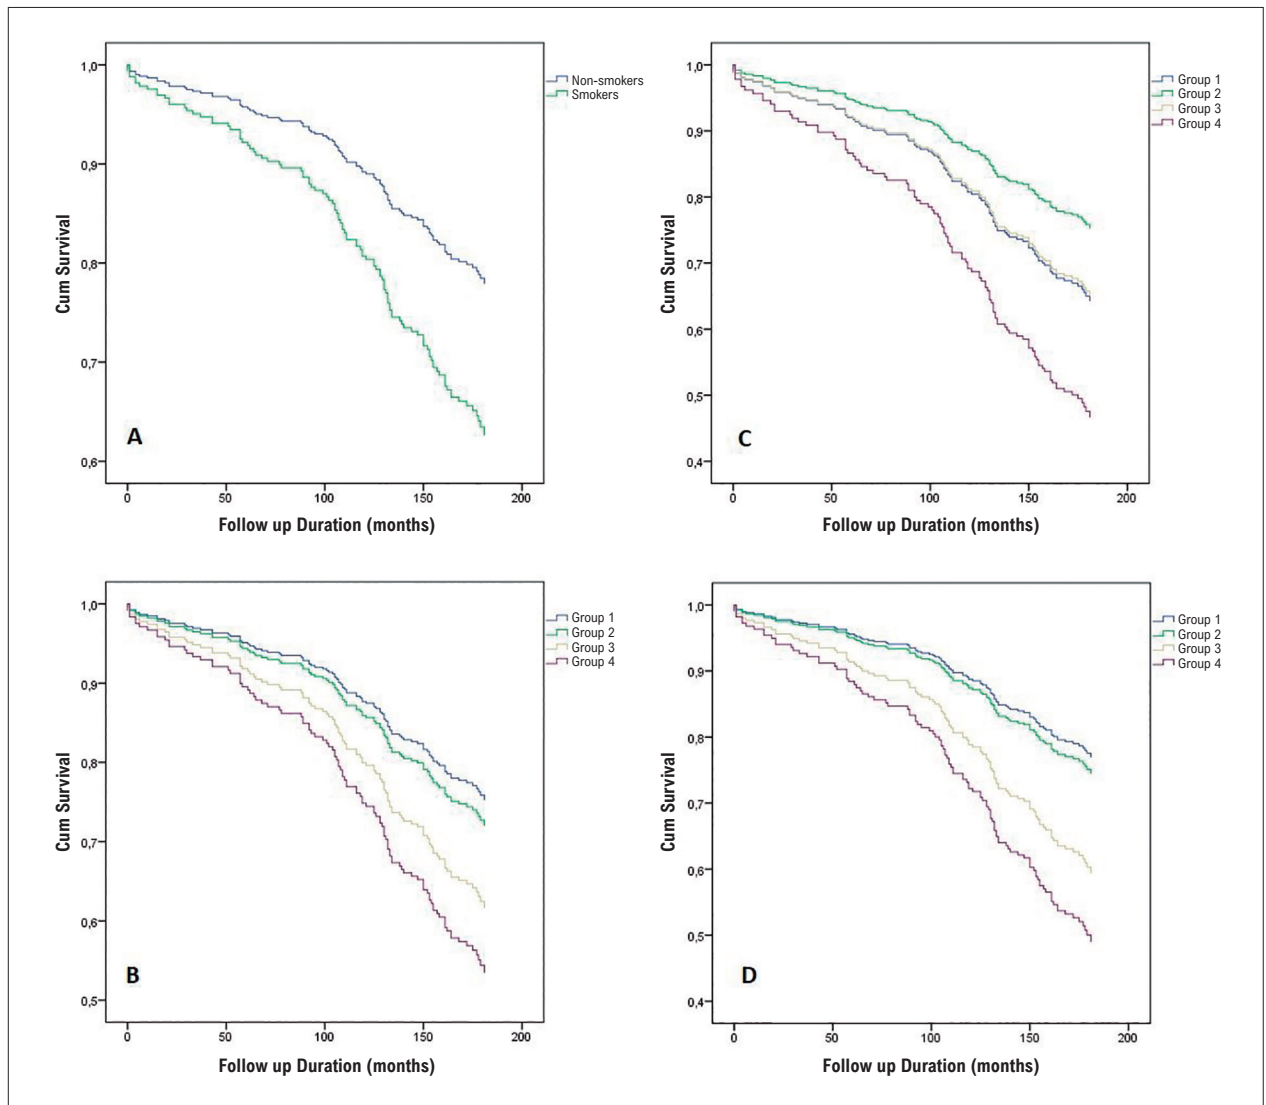 1,0
0,9
0,8
0,7
0,6
Cum Survival
A
0
50
100
150
200
Follow up Duration (months)
Non-smokers
Smokers
1,0
0,9
0,8
0,7
0,6
0,5
0,4
Cum Survival
C
0
50
100
150
200
Follow up Duration (months)
Group 1
Group 2
Group 3
Group 4
1,0
0,9
0,8
0,7
0,6
0,5
Cum Survival
B
0
50
100
150
200
Follow up Duration (months)
Group 1
Group 2
Group 3
Group 4
1,0
0,9
0,8
0,7
0,6
0,5
0,4
Cum Survival
D
0
50
100
150
200
Follow up Duration (months)
Group 1
Group 2
Group 3
Group 4